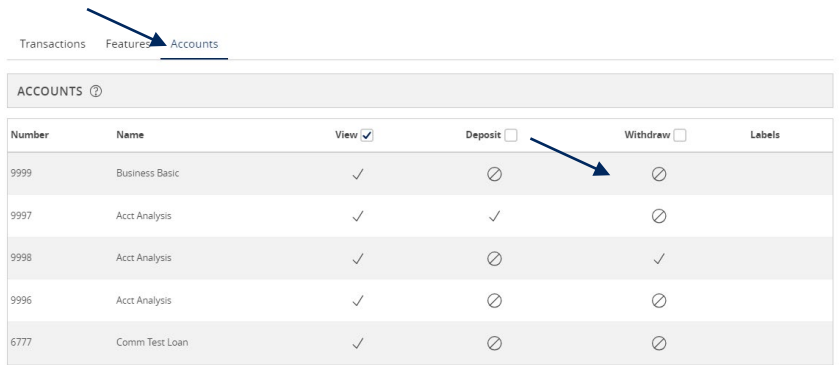 Transactions Features Accounts
ACCOUNTS ?
Number Name View Deposit Withdraw Labels
9999 Business Basic
9997 Acct Analysis
9998 Acct Analysis
9996 Acct Analysis
6777 Comm Test Loan